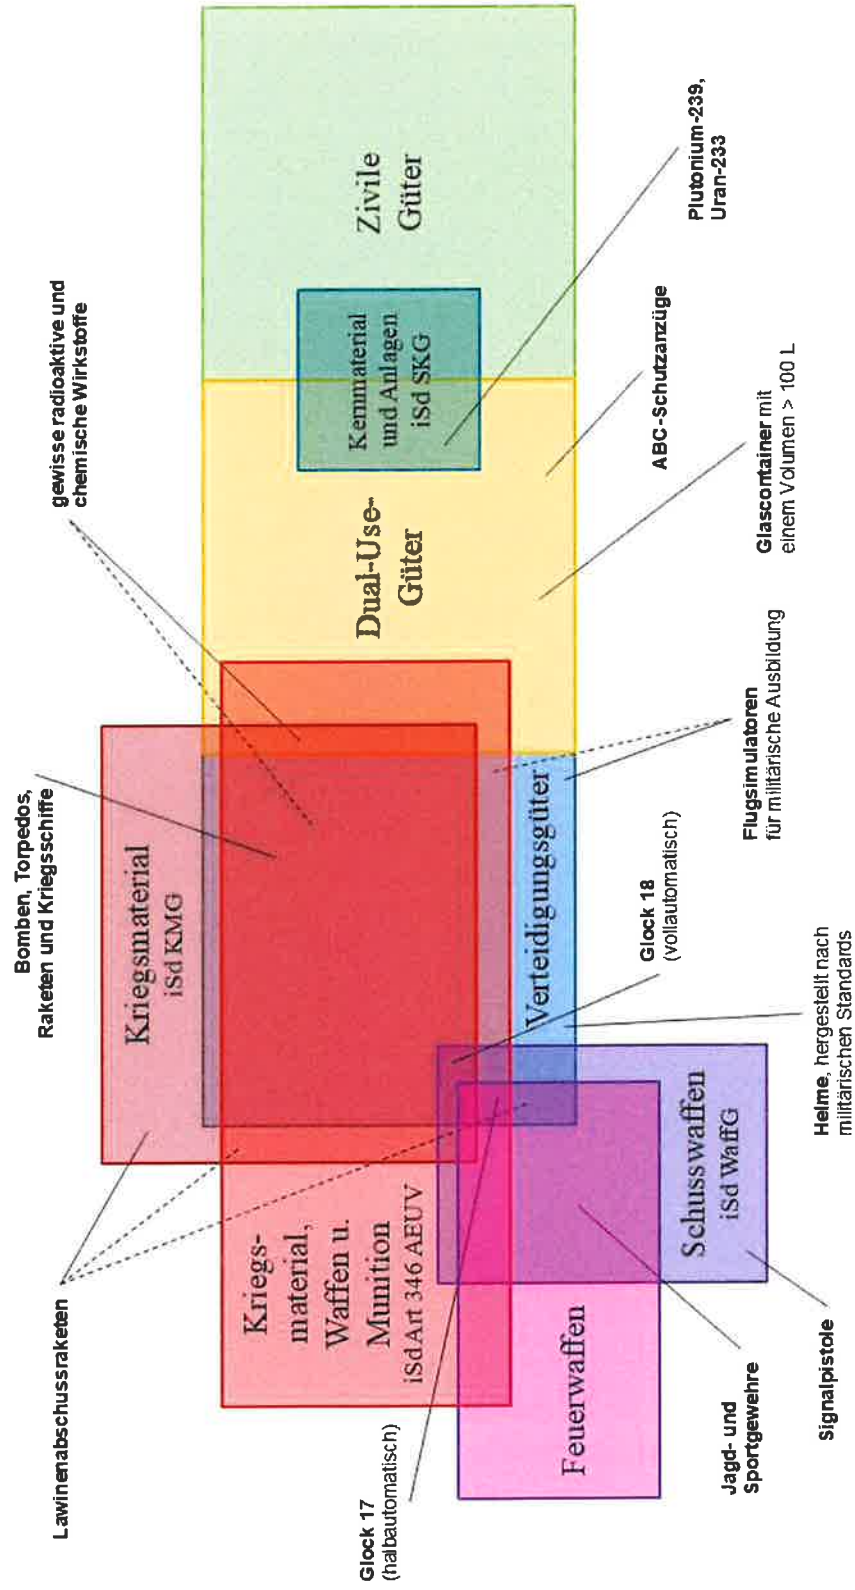 Bomben, Torpedos,
Raketen und Kriegsschiffe
gewisse radioaktive und
chemische Wirkstoffe
Lawinenabschussraketen
Kriegsmaterial
iSd KMG
Kriegs-
material,
Waffen u.
Munition
iSdArt 346 AEUV
Dual-Use-
Güter
Kernmaterial
und Anlagen
iSd SKG
Zivile
Güter
Verteidigungsgüter
Feuerwaffen
Schusswaffen
iSd WaffG
Glock 17
(halbautomatisch)
Glock 18
(vollautomatisch)
Plutonium-239,
Uran-233
ABC-Schutzanzüge
Glascontainer mit
einem Volumen > 100 L
Flugsimulatoren
für militärische Ausbildung
Helme, hergestellt nach
militärischen Standards
Jagd- und
Sportgewehre
Signalpistole